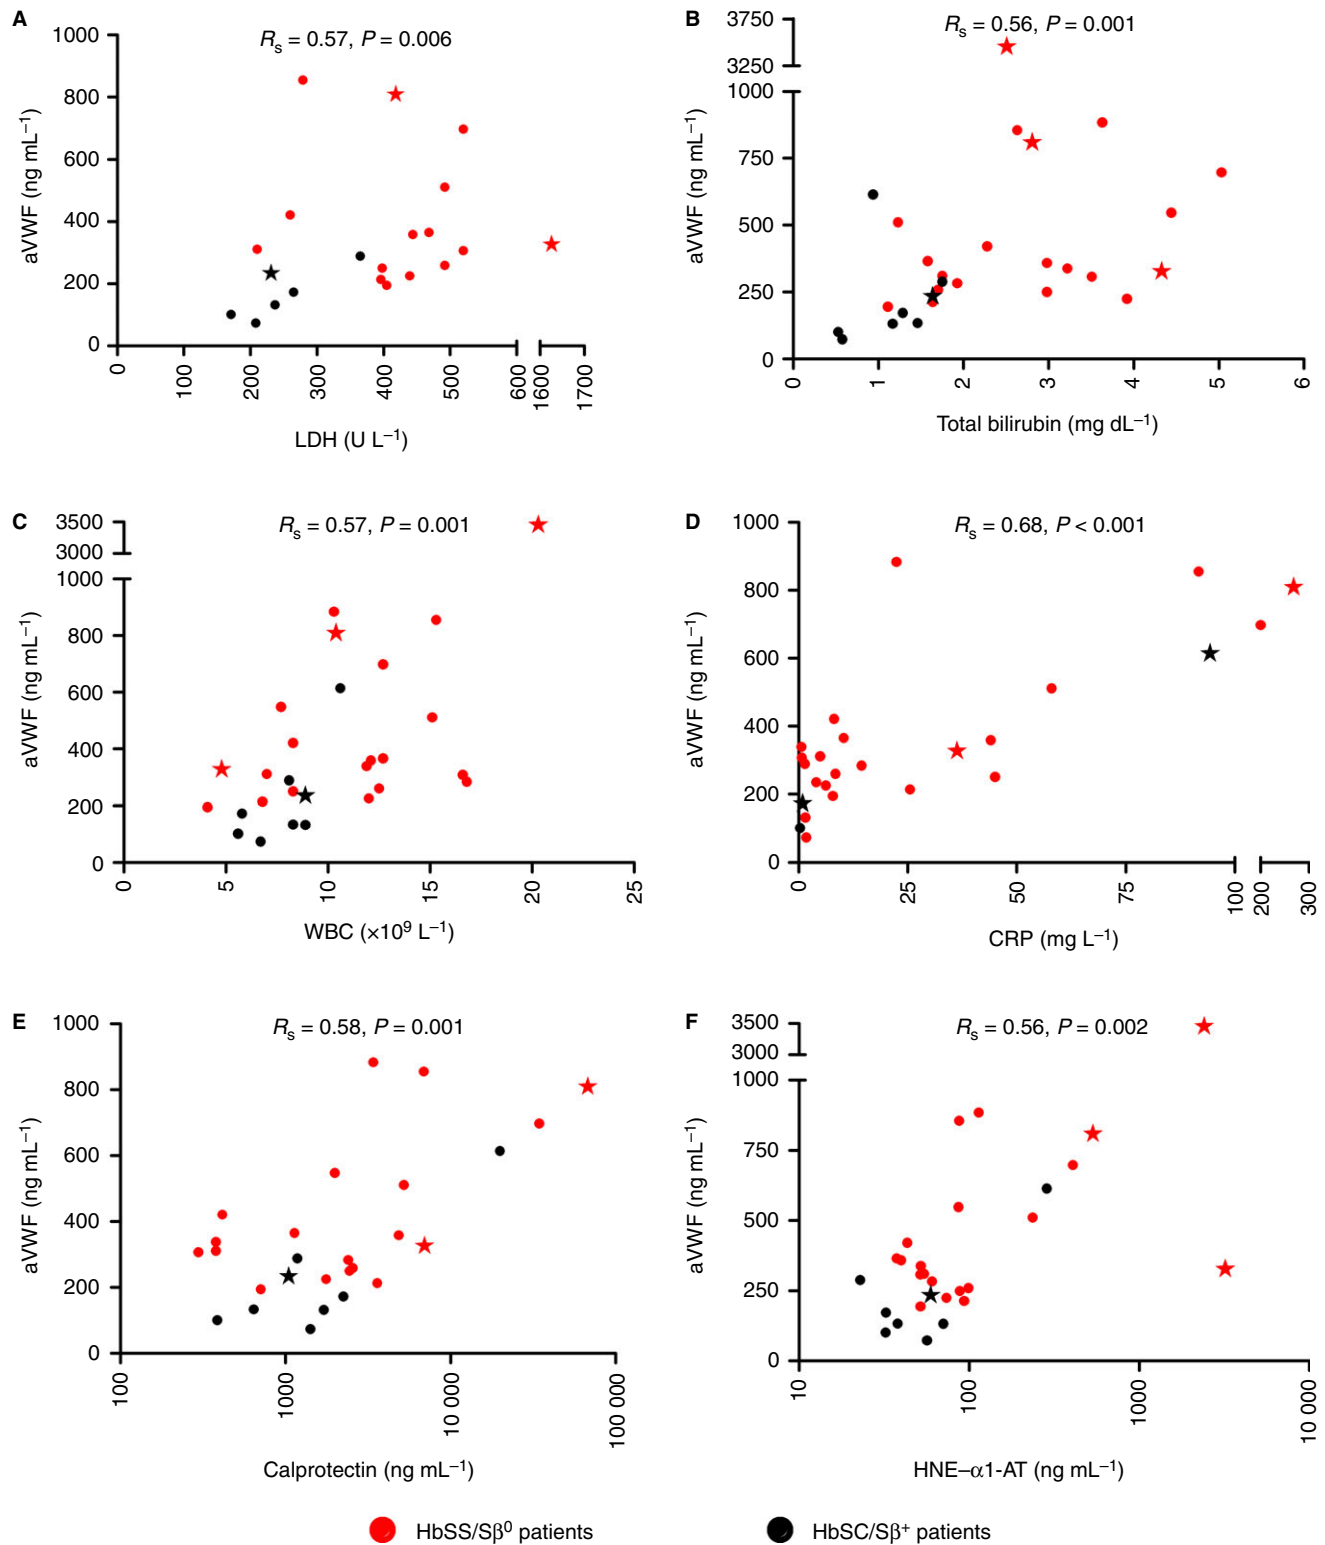 A
Rs = 0.57, P = 0.006
aVWF (ng mL–1)
1000
800
600
400
200
0
0 100 200 300 400 500 600 1600 1700
LDH (U L–1)
B
Rs = 0.56, P = 0.001
aVWF (ng mL–1)
3750
3250
1000
750
500
250
0
0 1 2 3 4 5 6
Total bilirubin (mg dL–1)
C
Rs = 0.57, P = 0.001
aVWF (ng mL–1)
3500
3000
1000
800
600
400
200
0
0 5 10 15 20 25
WBC (×10⁹ L–1)
D
Rs = 0.68, P < 0.001
aVWF (ng mL–1)
1000
800
600
400
200
0
0 25 50 75 100 200 300
CRP (mg L–1)
E
Rs = 0.58, P = 0.001
aVWF (ng mL–1)
1000
800
600
400
200
0
100 1000 10 000 100 000
Calprotectin (ng mL–1)
F
Rs = 0.56, P = 0.002
aVWF (ng mL–1)
3500
3000
1000
750
500
250
0
10 100 1000 10 000
HNE–α1-AT (ng mL–1)
HbSS/Sβ⁰ patients
HbSC/Sβ⁺ patients